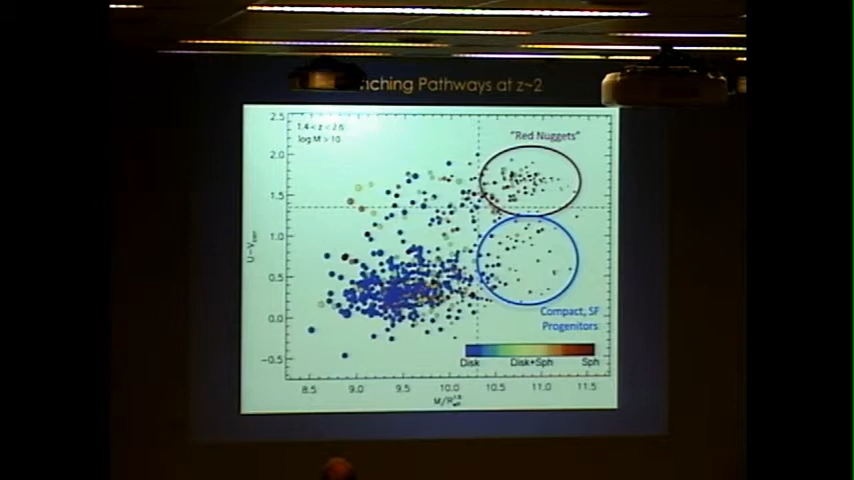 ching Pathways at z~2
1.4 < z < 2.6
log M > 10
"Red Nuggets"
2.5
2.0
1.5
1.0
0.5
0.0
−0.5
U−V
Compact, SF
Progenitors
Disk Disk+Sph Sph
8.5 9.0 9.5 10.0 10.5 11.0 11.5